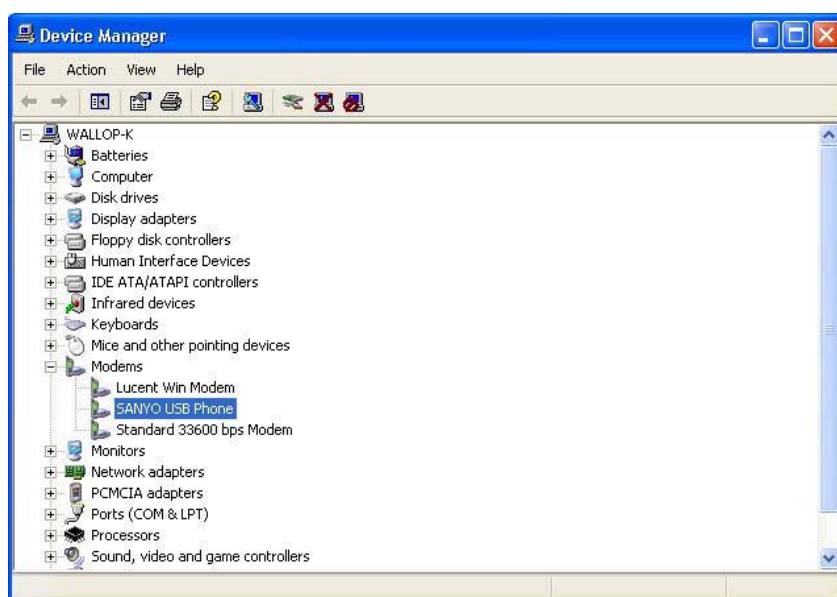 Device Manager
File Action View Help
WALLOP-K
Batteries
Computer
Disk drives
Display adapters
Floppy disk controllers
Human Interface Devices
IDE ATA/ATAPI controllers
Infrared devices
Keyboards
Mice and other pointing devices
Modems
Lucent Win Modem
SANYO USB Phone
Standard 33600 bps Modem
Monitors
Network adapters
PCMCIA adapters
Ports (COM & LPT)
Processors
Sound, video and game controllers